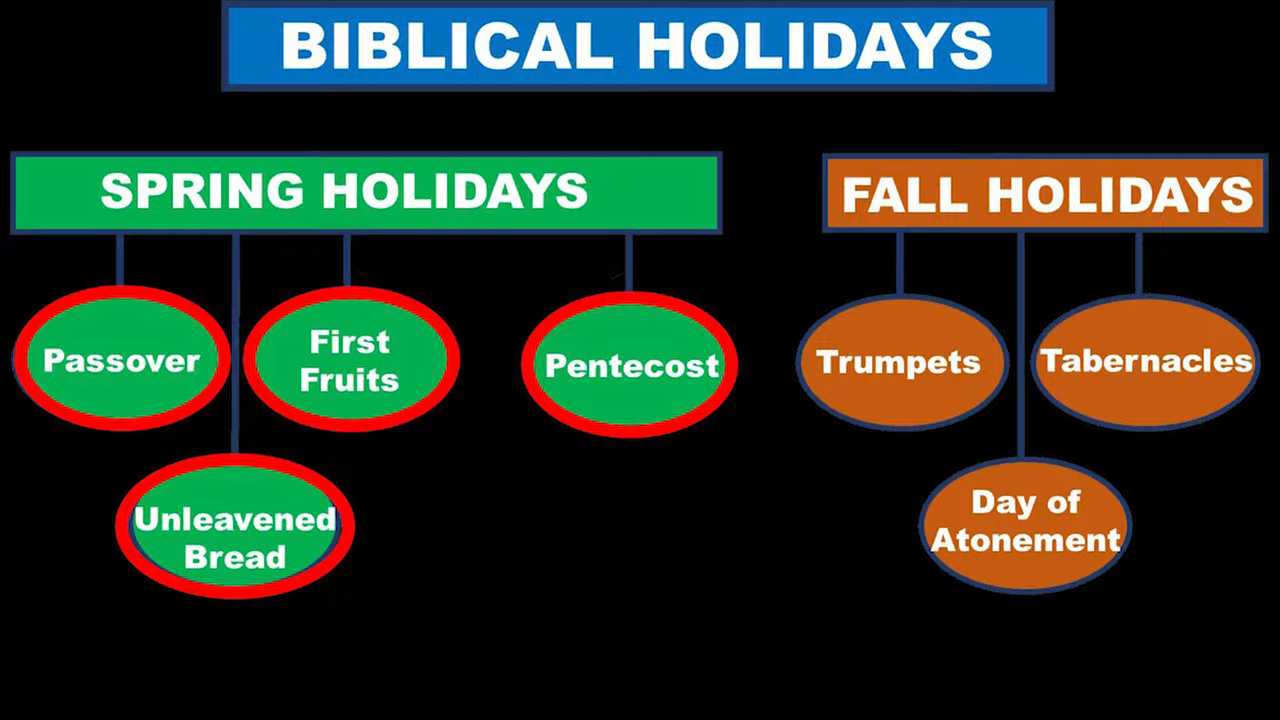 BIBLICAL HOLIDAYS
SPRING HOLIDAYS
Passover
Unleavened
Bread
First
Fruits
Pentecost
FALL HOLIDAYS
Trumpets
Day of
Atonement
Tabernacles